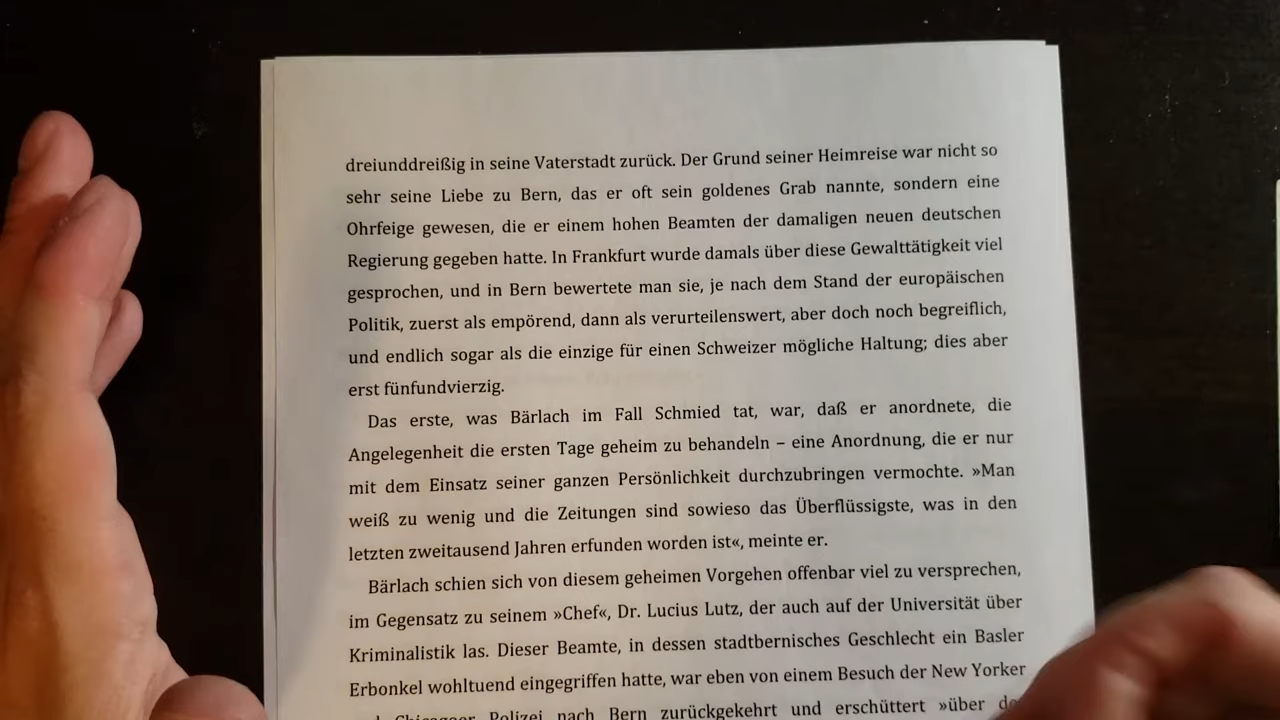 dreiunddreißig in seine Vaterstadt zurück. Der Grund seiner Heimreise war nicht so
sehr seine Liebe zu Bern, das er oft sein goldenes Grab nannte, sondern eine
Ohrfeige gewesen, die er einem hohen Beamten der damaligen neuen deutschen
Regierung gegeben hatte. In Frankfurt wurde damals über diese Gewalttätigkeit viel
gesprochen, und in Bern bewertete man sie, je nach dem Stand der europäischen
Politik, zuerst als empörend, dann als verurteilenswert, aber doch noch begreiflich,
und endlich sogar als die einzige für einen Schweizer mögliche Haltung; dies aber
erst fünfundvierzig.
Das erste, was Bärlach im Fall Schmied tat, war, daß er anordnete, die
Angelegenheit die ersten Tage geheim zu behandeln – eine Anordnung, die er nur
mit dem Einsatz seiner ganzen Persönlichkeit durchzubringen vermochte. »Man
weiß zu wenig und die Zeitungen sind sowieso das Überflüssigste, was in den
letzten zweitausend Jahren erfunden worden ist«, meinte er.
Bärlach schien sich von diesem geheimen Vorgehen offenbar viel zu versprechen,
im Gegensatz zu seinem »Chef«, Dr. Lucius Lutz, der auch auf der Universität über
Kriminalistik las. Dieser Beamte, in dessen stadtbernisches Geschlecht ein Basler
Erbonkel wohltuend eingegriffen hatte, war eben von einem Besuch der New Yorker
Polizei nach Bern zurückgekehrt und erschüttert »über